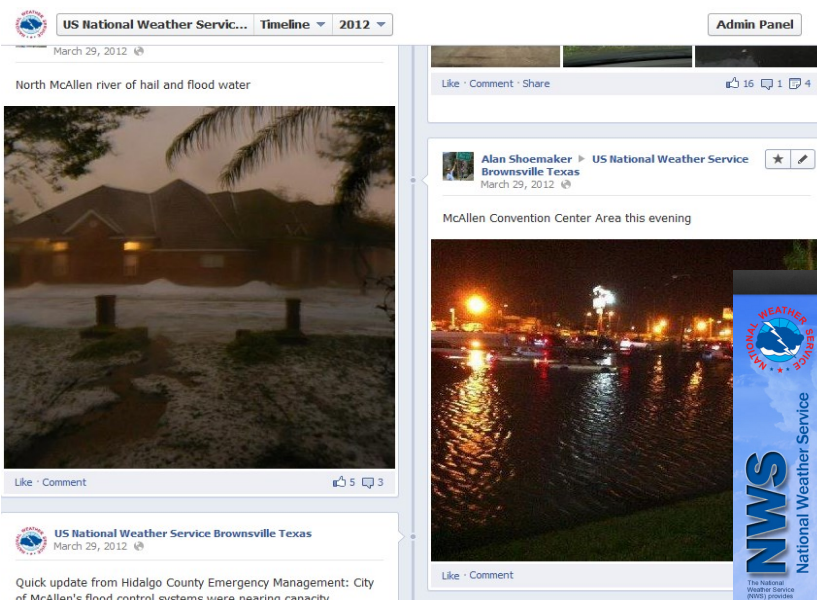 US National Weather Servic...
Timeline
2012
Admin Panel
March 29, 2012
North McAllen river of hail and flood water
Like · Comment
5
3
US National Weather Service Brownsville Texas
March 29, 2012
Quick update from Hidalgo County Emergency Management: City
of McAllen's flood control systems were nearing capacity
Like · Comment · Share
16
1
4
Alan Shoemaker ▶ US National Weather Service
Brownsville Texas
March 29, 2012
McAllen Convention Center Area this evening
Like · Comment
NATIONAL WEATHER SERVICE
NWS
National Weather Service
The National
Weather Service
(NWS) provides